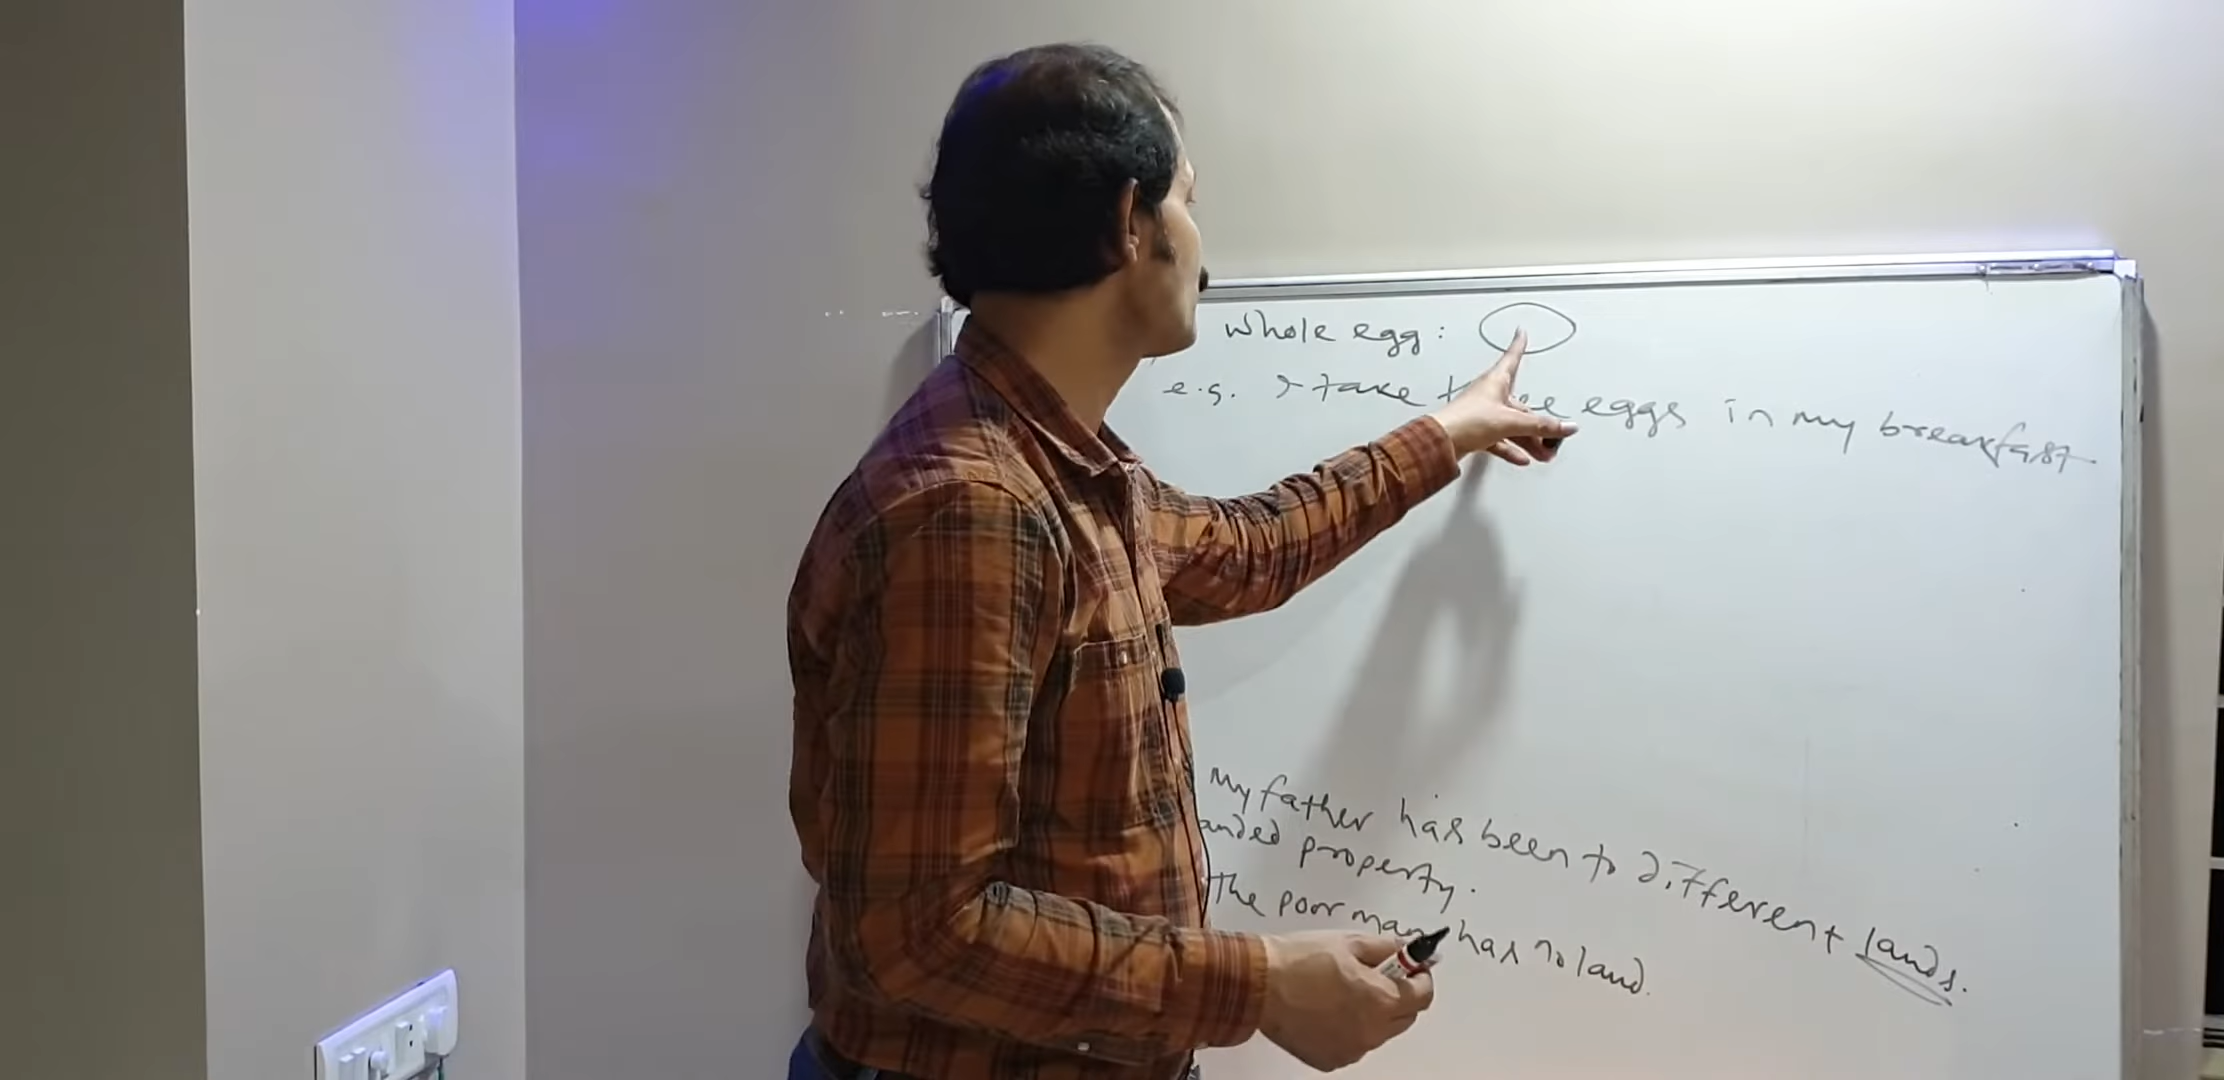 whole egg:
e.g. I take eggs in my breakfast
My father has been to different lands.
anded property.
The poor man has no land.